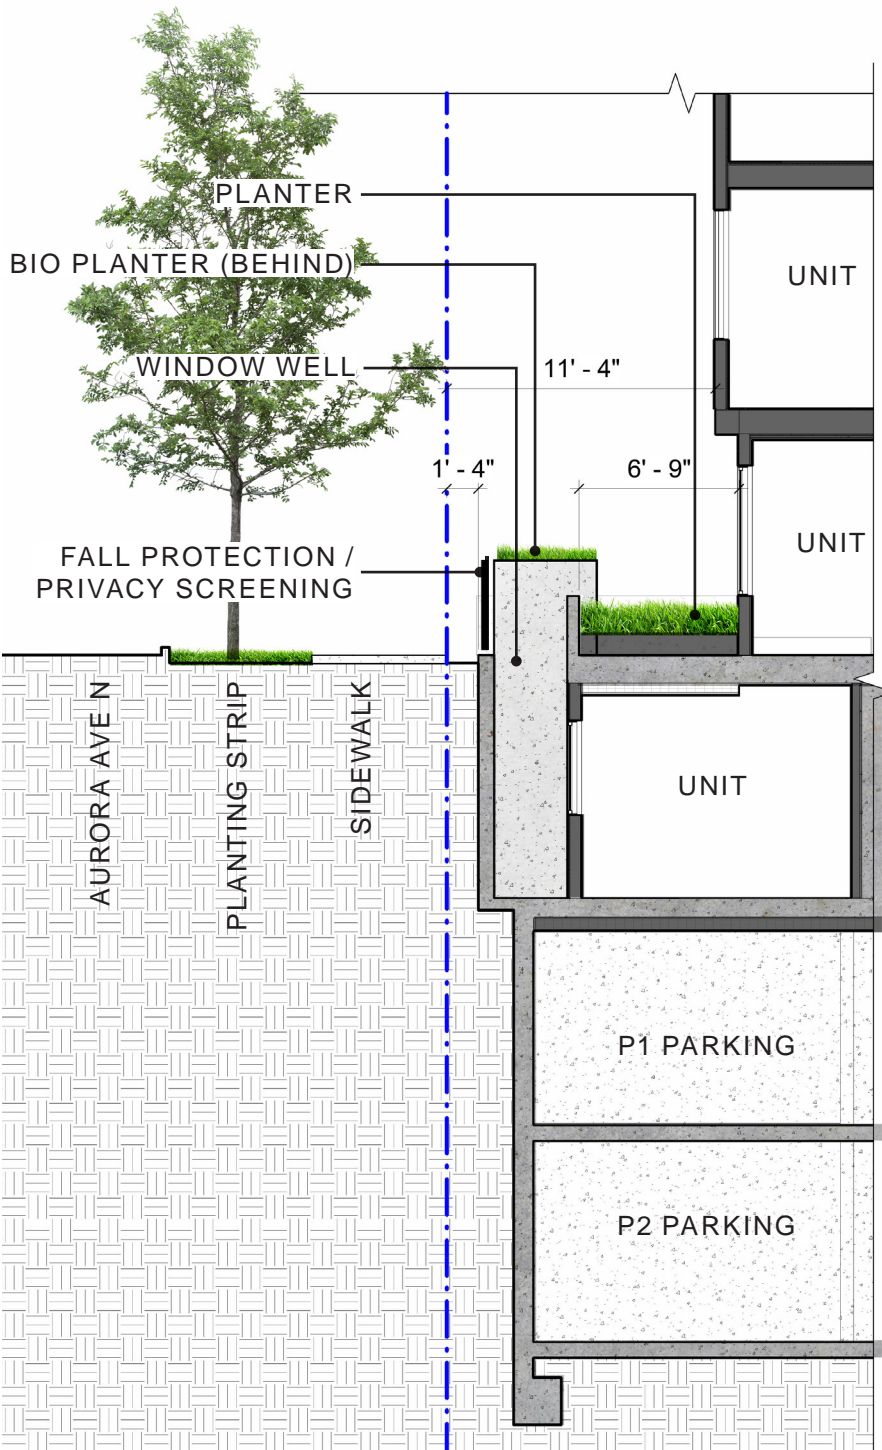 PLANTER
BIO PLANTER (BEHIND)
UNIT
WINDOW WELL
11' - 4"
1' - 4"
6' - 9"
UNIT
FALL PROTECTION /
PRIVACY SCREENING
AURORA AVE N
PLANTING STRIP
SIDEWALK
UNIT
P1 PARKING
P2 PARKING